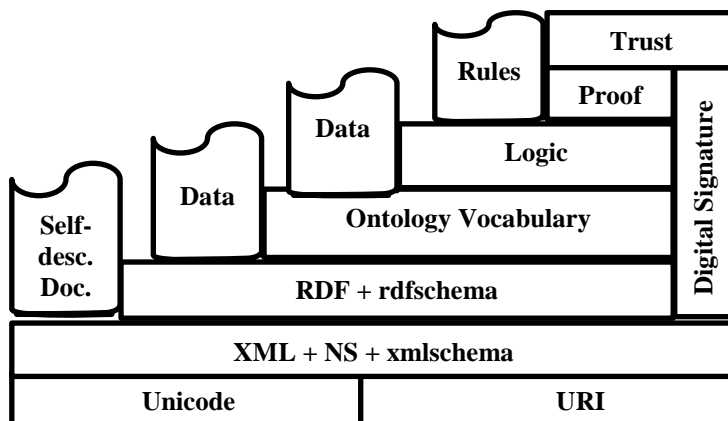 Trust
Rules
Proof
Data
Logic
Data
Ontology Vocabulary
Self-
desc.
Doc.
RDF + rdfschema
Digital Signature
XML + NS + xmlschema
Unicode
URI